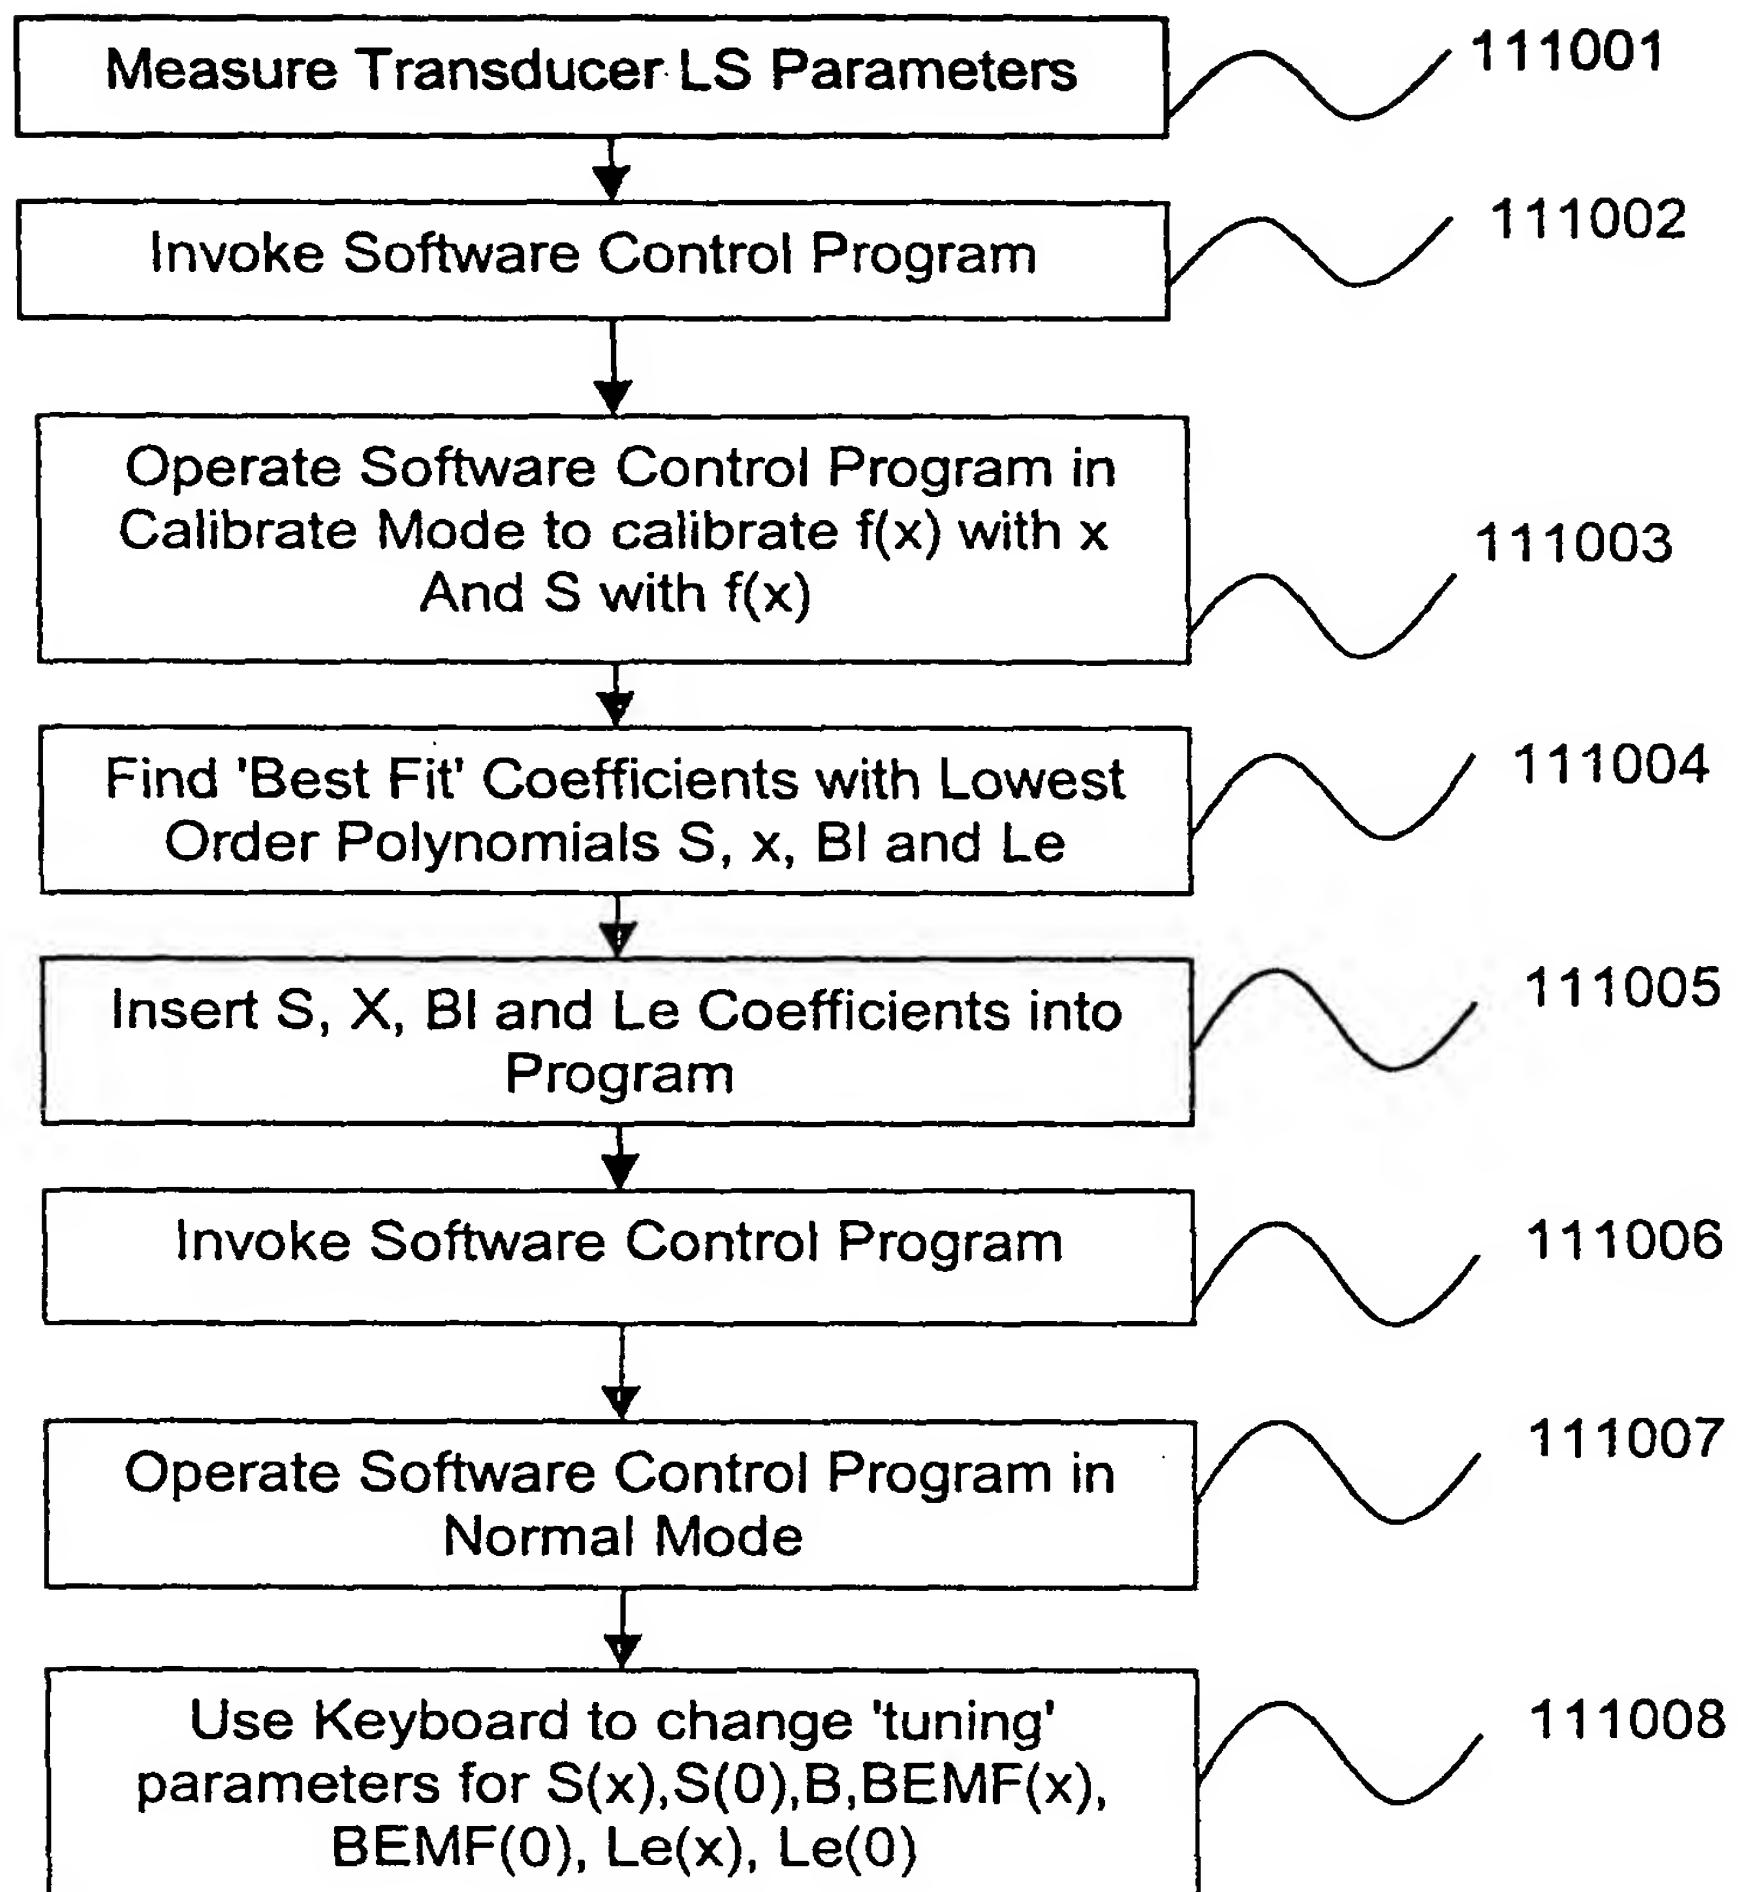 Measure Transducer LS Parameters
111001
Invoke Software Control Program
111002
Operate Software Control Program in
Calibrate Mode to calibrate f(x) with x
And S with f(x)
111003
Find 'Best Fit' Coefficients with Lowest
Order Polynomials S, x, Bl and Le
111004
Insert S, X, Bl and Le Coefficients into
Program
111005
Invoke Software Control Program
111006
Operate Software Control Program in
Normal Mode
111007
Use Keyboard to change 'tuning'
parameters for S(x),S(0),B,BEMF(x),
BEMF(0), Le(x), Le(0)
111008